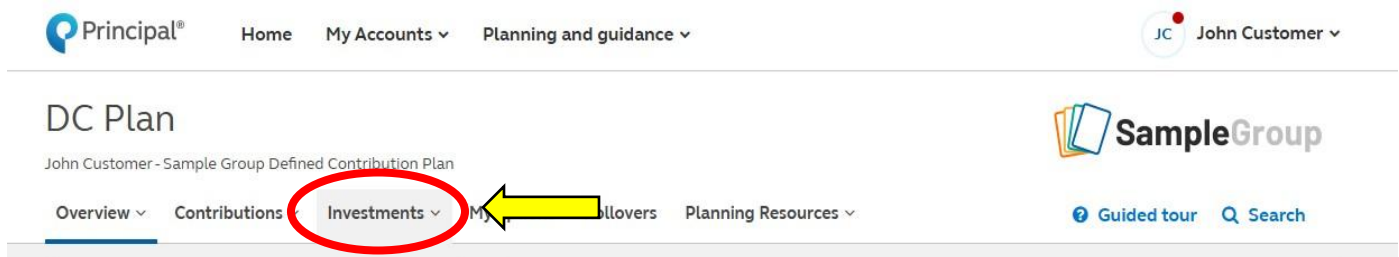 Principal® Home My Accounts Planning and guidance JC John Customer
DC Plan
SampleGroup
John Customer - Sample Group Defined Contribution Plan
Overview Contributions Investments Planning Resources Guided tour Search